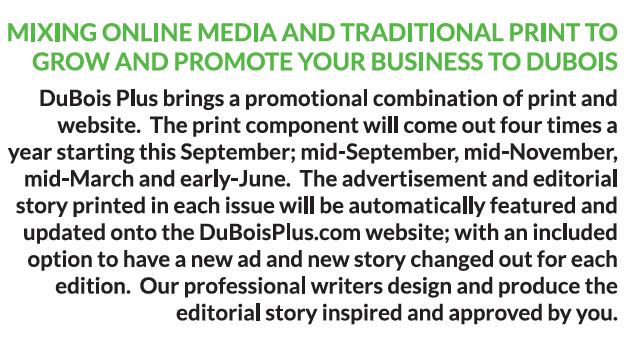 MIXING ONLINE MEDIA AND TRADITIONAL PRINT TO
GROW AND PROMOTE YOUR BUSINESS TO DUBOIS
DuBois Plus brings a promotional combination of print and
website.  The print component will come out four times a
year starting this September; mid-September, mid-November,
mid-March and early-June.  The advertisement and editorial
story printed in each issue will be automatically featured and
updated onto the DuBoisPlus.com website; with an included
option to have a new ad and new story changed out for each
edition.  Our professional writers design and produce the
editorial story inspired and approved by you.